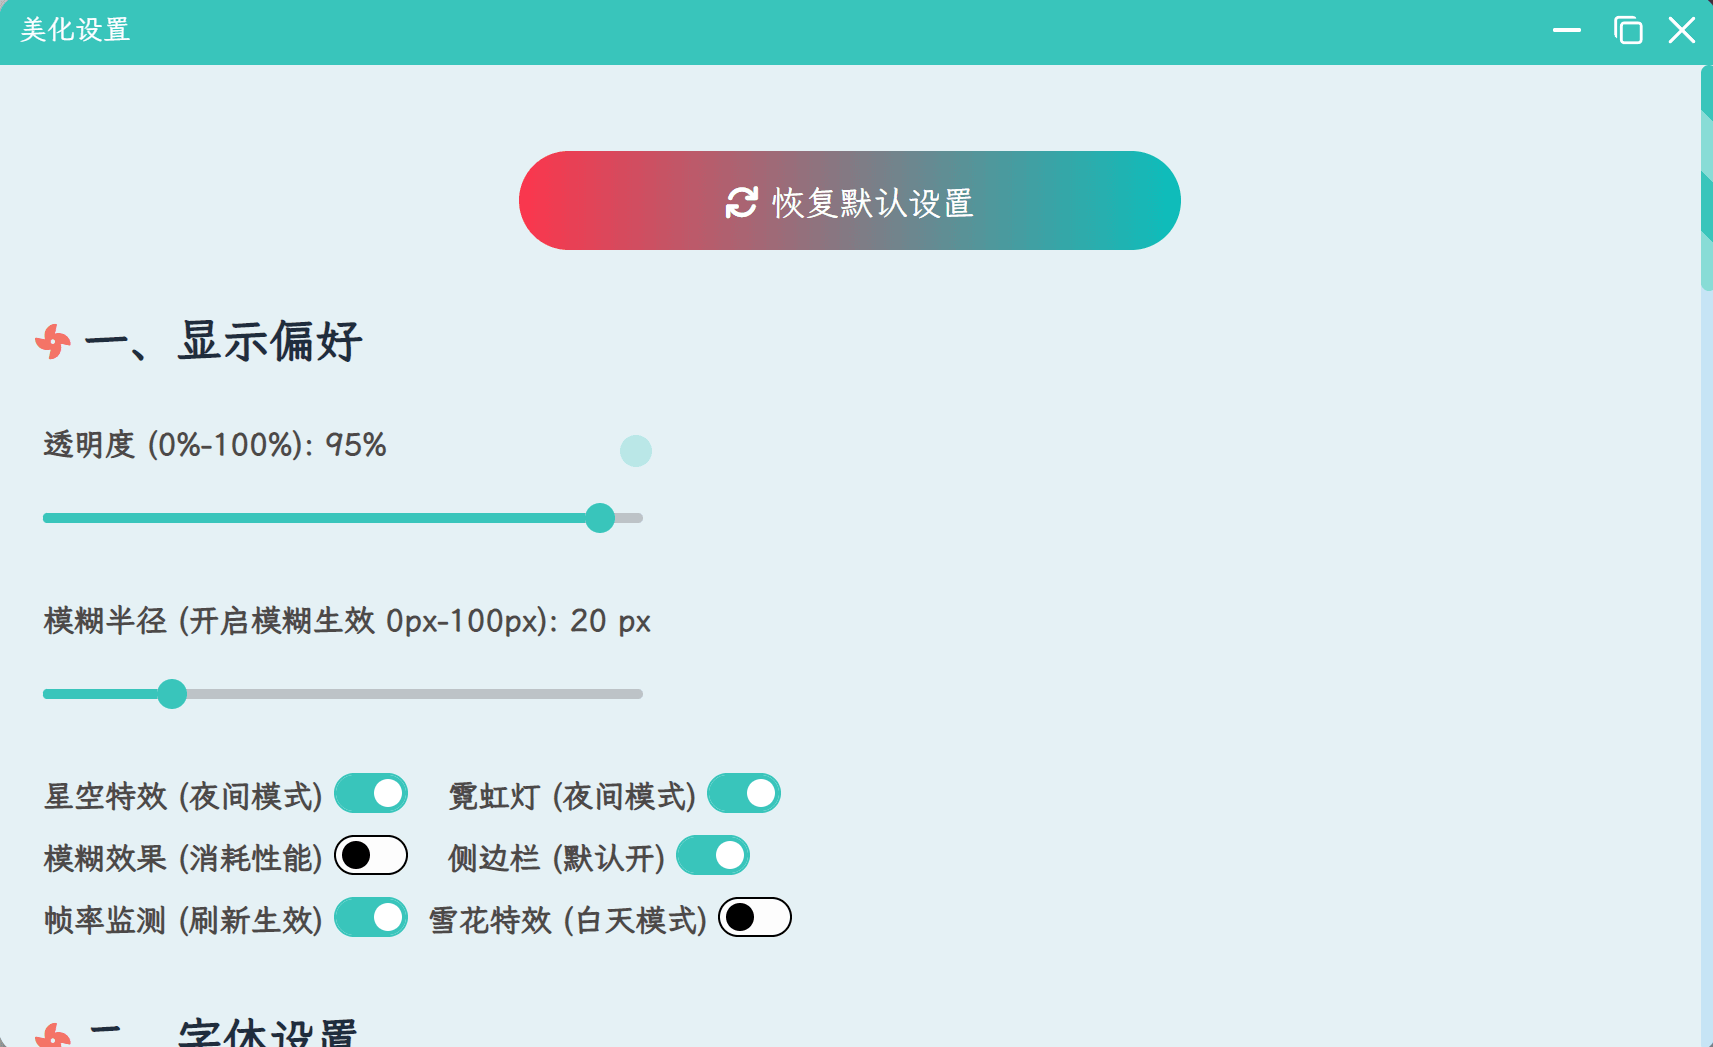 美化设置
恢复默认设置
一、显示偏好
透明度 (0%-100%): 95%
模糊半径 (开启模糊生效 0px-100px): 20 px
星空特效 (夜间模式) 霓虹灯 (夜间模式)
模糊效果 (消耗性能) 侧边栏 (默认开)
帧率监测 (刷新生效) 雪花特效 (白天模式)
二、字体设置